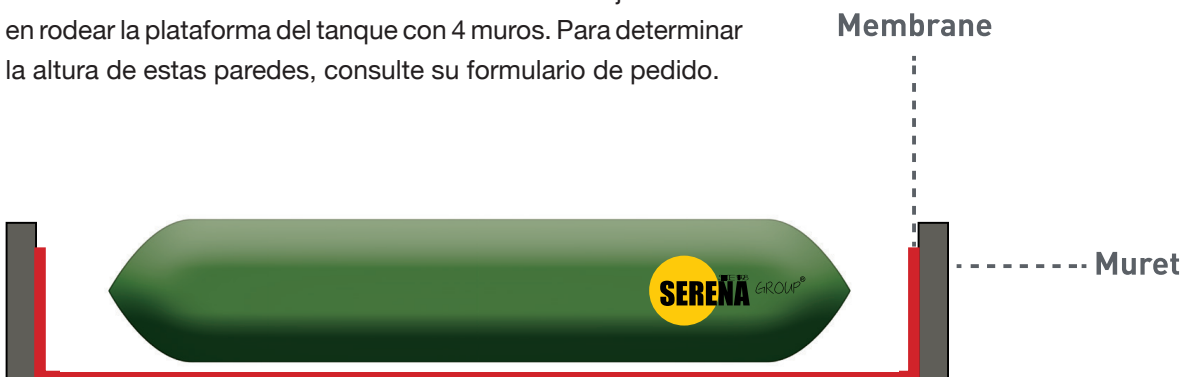 en rodear la plataforma del tanque con 4 muros. Para determinar
la altura de estas paredes, consulte su formulario de pedido.
Membrane
SERENA GROUP®
Muret